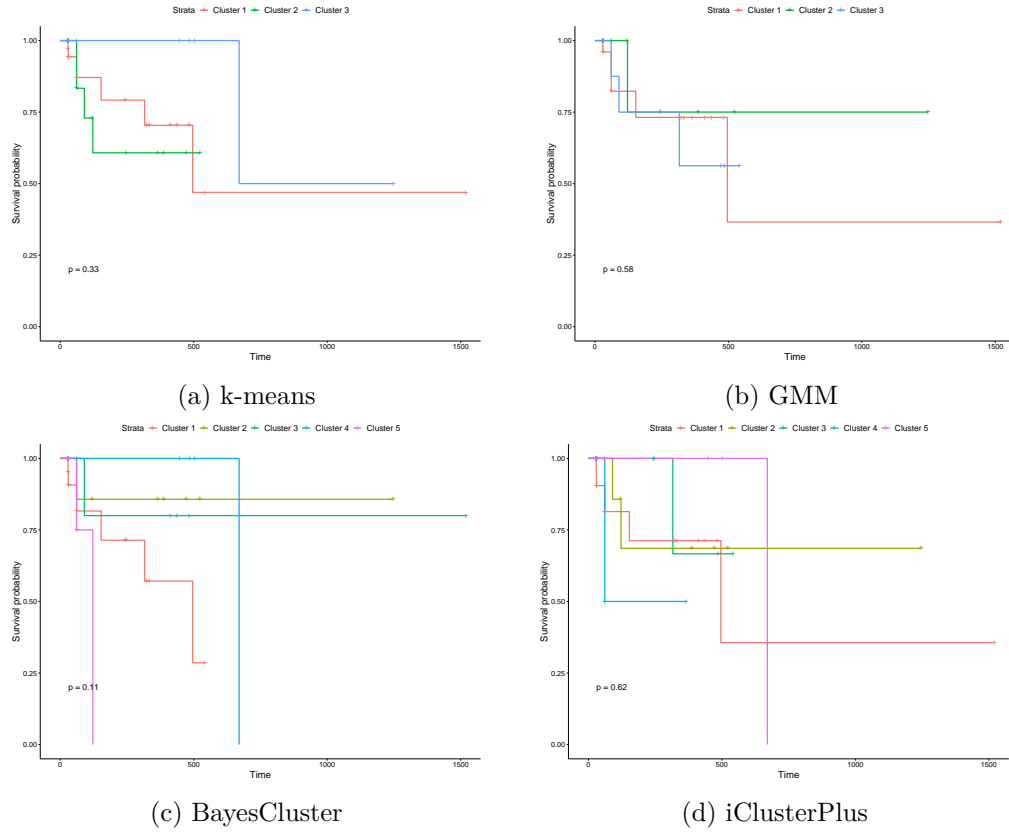 Strata Cluster 1 Cluster 2 Cluster 3
1.00
0.75
0.50
0.25
0.00
Survival probability
p = 0.33
0 500 1000 1500
Time
(a) k-means
Strata Cluster 1 Cluster 2 Cluster 3
1.00
0.75
0.50
0.25
0.00
Survival probability
p = 0.58
0 500 1000 1500
Time
(b) GMM
Strata Cluster 1 Cluster 2 Cluster 3 Cluster 4 Cluster 5
1.00
0.75
0.50
0.25
0.00
Survival probability
p = 0.11
0 500 1000 1500
Time
(c) BayesCluster
Strata Cluster 1 Cluster 2 Cluster 3 Cluster 4 Cluster 5
1.00
0.75
0.50
0.25
0.00
Survival probability
p = 0.62
0 500 1000 1500
Time
(d) iClusterPlus